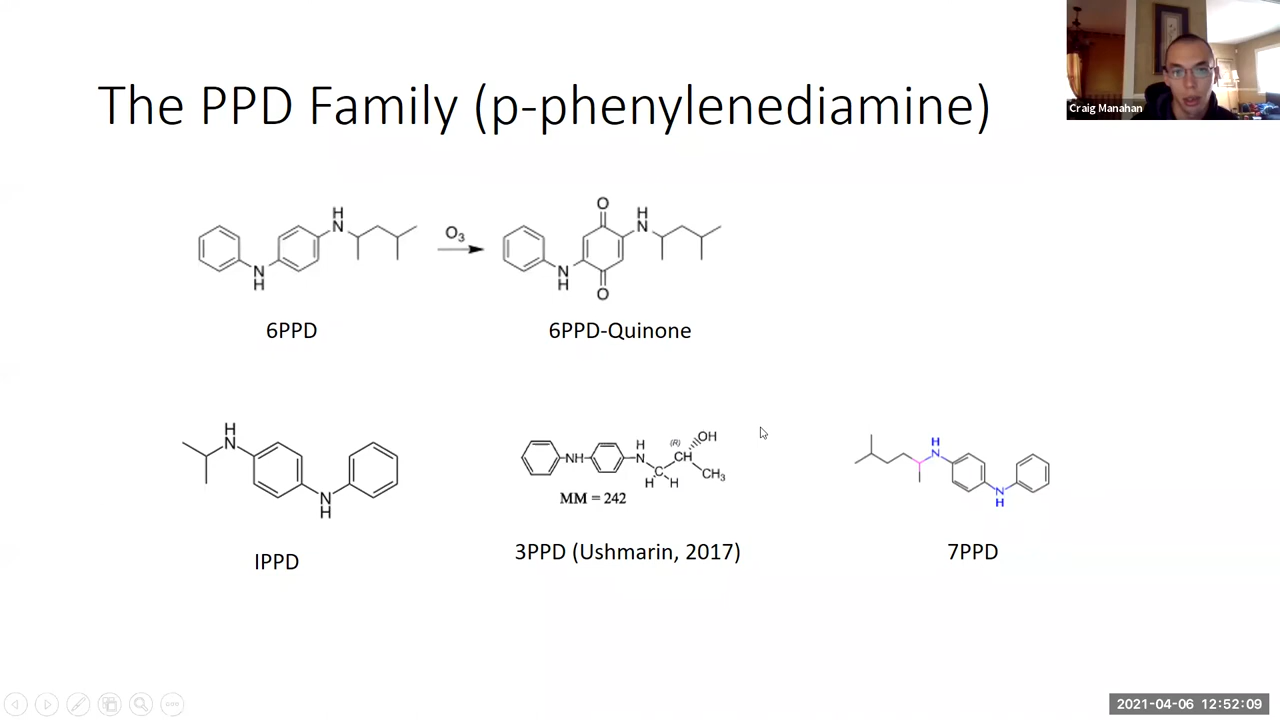 Craig Manahan
The PPD Family (p-phenylenediamine)
O₃
N
H
N
H
O
O
N
H
N
H
6PPD
6PPD-Quinone
H
N
N
H
NH
H
N
C
H
H
(R)
CH
OH
CH₃
MM = 242
H
N
N
H
IPPD
3PPD (Ushmarin, 2017)
7PPD
2021-04-06 12:52:09